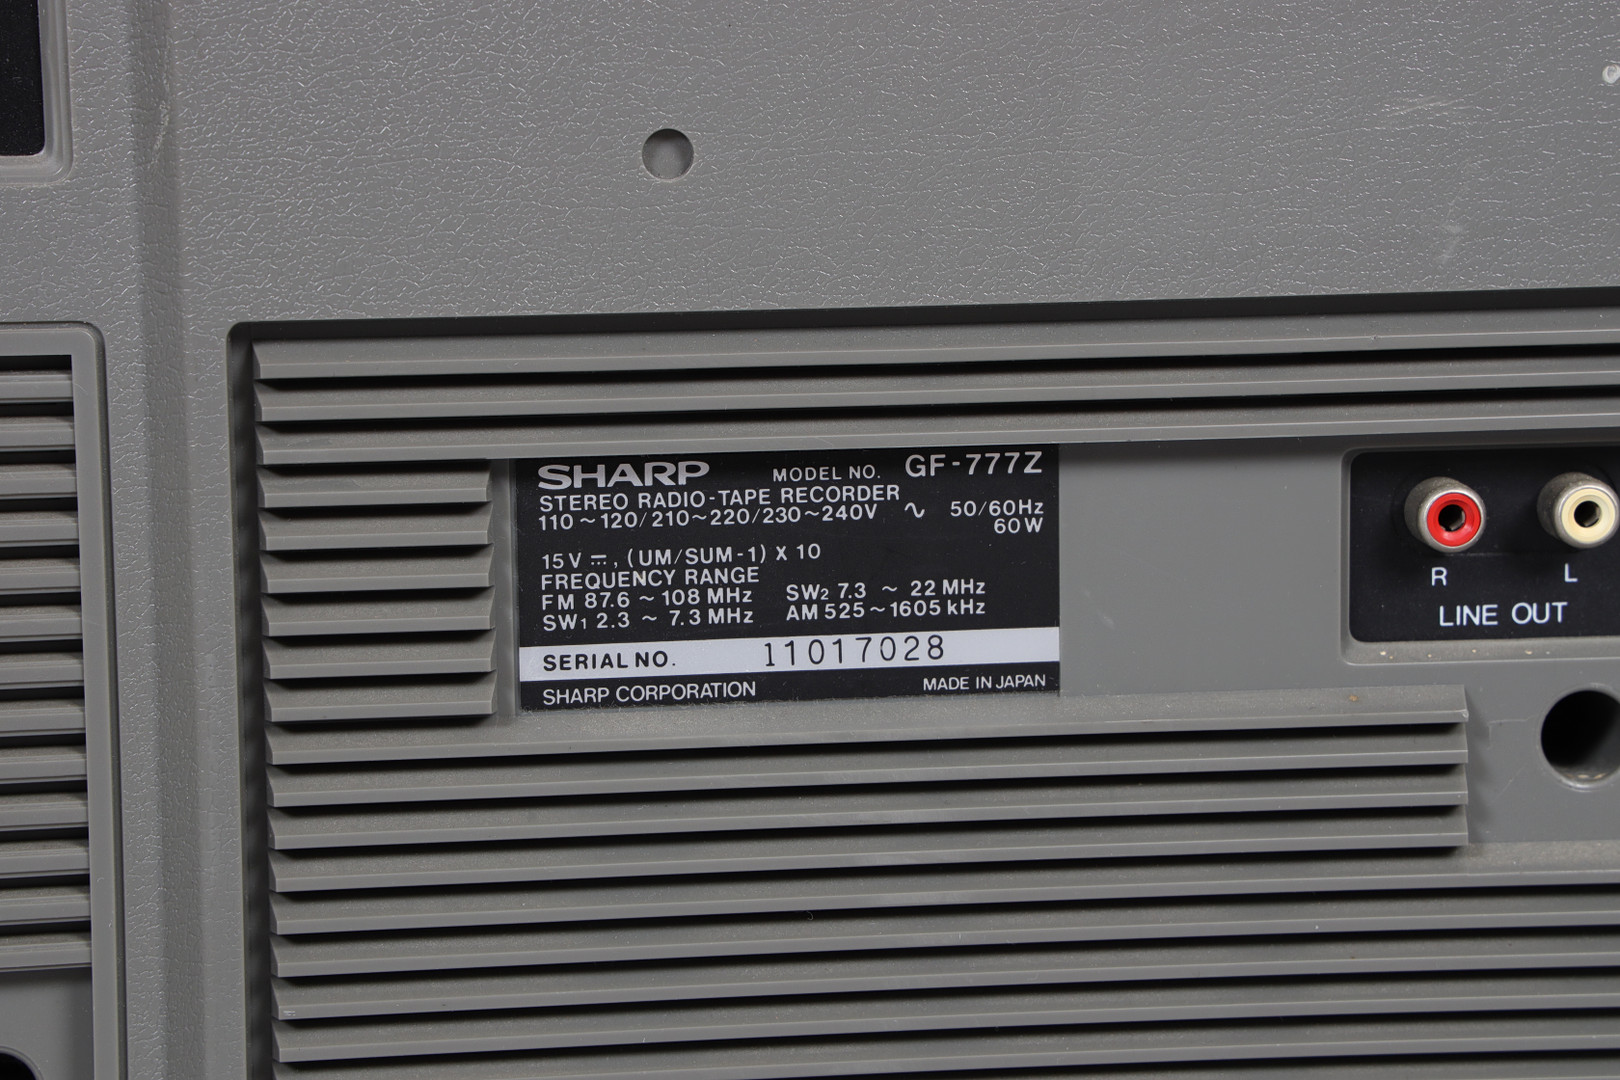 SHARP MODEL NO. GF-777Z
STEREO RADIO-TAPE RECORDER
110~120/210~220/230~240V ∿ 50/60Hz
60W
15V ⎓, (UM/SUM-1) X 10
FREQUENCY RANGE
FM 87.6 ~ 108 MHz SW2 7.3 ~ 22 MHz
SW1 2.3 ~ 7.3 MHz AM 525~1605 kHz
SERIAL NO. 11017028
SHARP CORPORATION MADE IN JAPAN
R L
LINE OUT